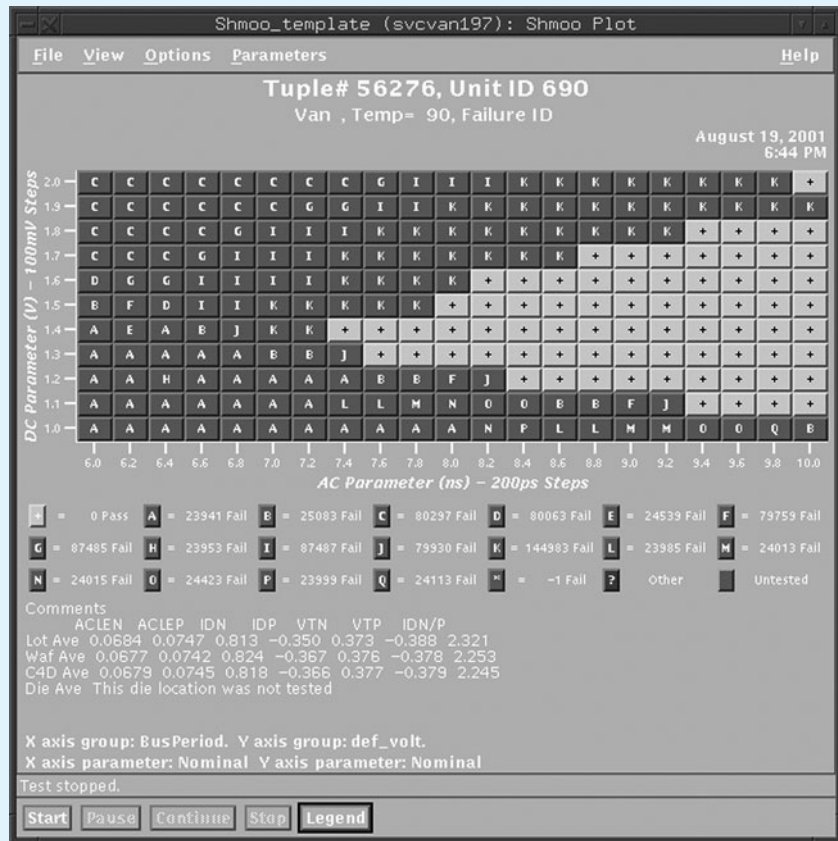 Shmoo_template (svcvan197): Shmoo Plot
File View Options Parameters Help
Tuple# 56276, Unit ID 690
Van , Temp= 90, Failure ID
August 19, 2001
6:44 PM
DC Parameter (V) – 100mV Steps
2.0 C C C C C C C C G I I I K K K K K K K K +
1.9 C C C C C C G G I I K K K K K K K K K K K
1.8 C C C C G I I I K K K K K K K K K + + + +
1.7 C C C G I I I K K K K K K K + + + + + + +
1.6 D G G I I I I K K K K + + + + + + + + + +
1.5 B F D I I K K K K K + + + + + + + + + + +
1.4 A E A B J K K + + + + + + + + + + + + + +
1.3 A A A A A B B J + + + + + + + + + + + + +
1.2 A A H A A A A A B B F J + + + + + + + + +
1.1 A A A A A A A L L M N O O B B F J + + + +
1.0 A A A A A A A A A A A N P L L M M O O Q B
6.0 6.2 6.4 6.6 6.8 7.0 7.2 7.4 7.6 7.8 8.0 8.2 8.4 8.6 8.8 9.0 9.2 9.4 9.6 9.8 10.0
AC Parameter (ns) – 200ps Steps
+ = 0 Pass A = 23941 Fail B = 25083 Fail C = 80297 Fail D = 80063 Fail E = 24539 Fail F = 79759 Fail
G = 87485 Fail H = 23953 Fail I = 87487 Fail J = 79930 Fail K = 144983 Fail L = 23985 Fail M = 24013 Fail
N = 24015 Fail O = 24423 Fail P = 23999 Fail Q = 24113 Fail * = -1 Fail ? Other Untested
Comments
ACLEN ACLEP IDN IDP VTN VTP IDN/P
Lot Ave 0.0684 0.0747 0.813 -0.350 0.373 -0.388 2.321
Waf Ave 0.0677 0.0742 0.824 -0.367 0.376 -0.378 2.253
C4D Ave 0.0679 0.0745 0.818 -0.366 0.377 -0.379 2.245
Die Ave This die location was not tested
X axis group: BusPeriod. Y axis group: def_volt.
X axis parameter: Nominal Y axis parameter: Nominal
Test stopped.
Start Pause Continue Stop Legend